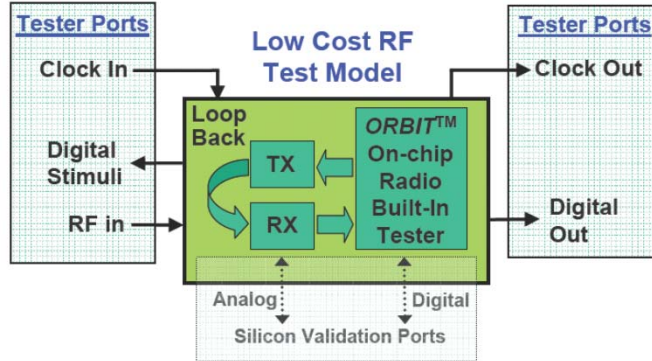 Tester Ports
Clock In
Digital
Stimuli
RF in
Low Cost RF
Test Model
Loop
Back
TX
RX
ORBIT™
On-chip
Radio
Built-In
Tester
Tester Ports
Clock Out
Digital
Out
Analog
Digital
Silicon Validation Ports